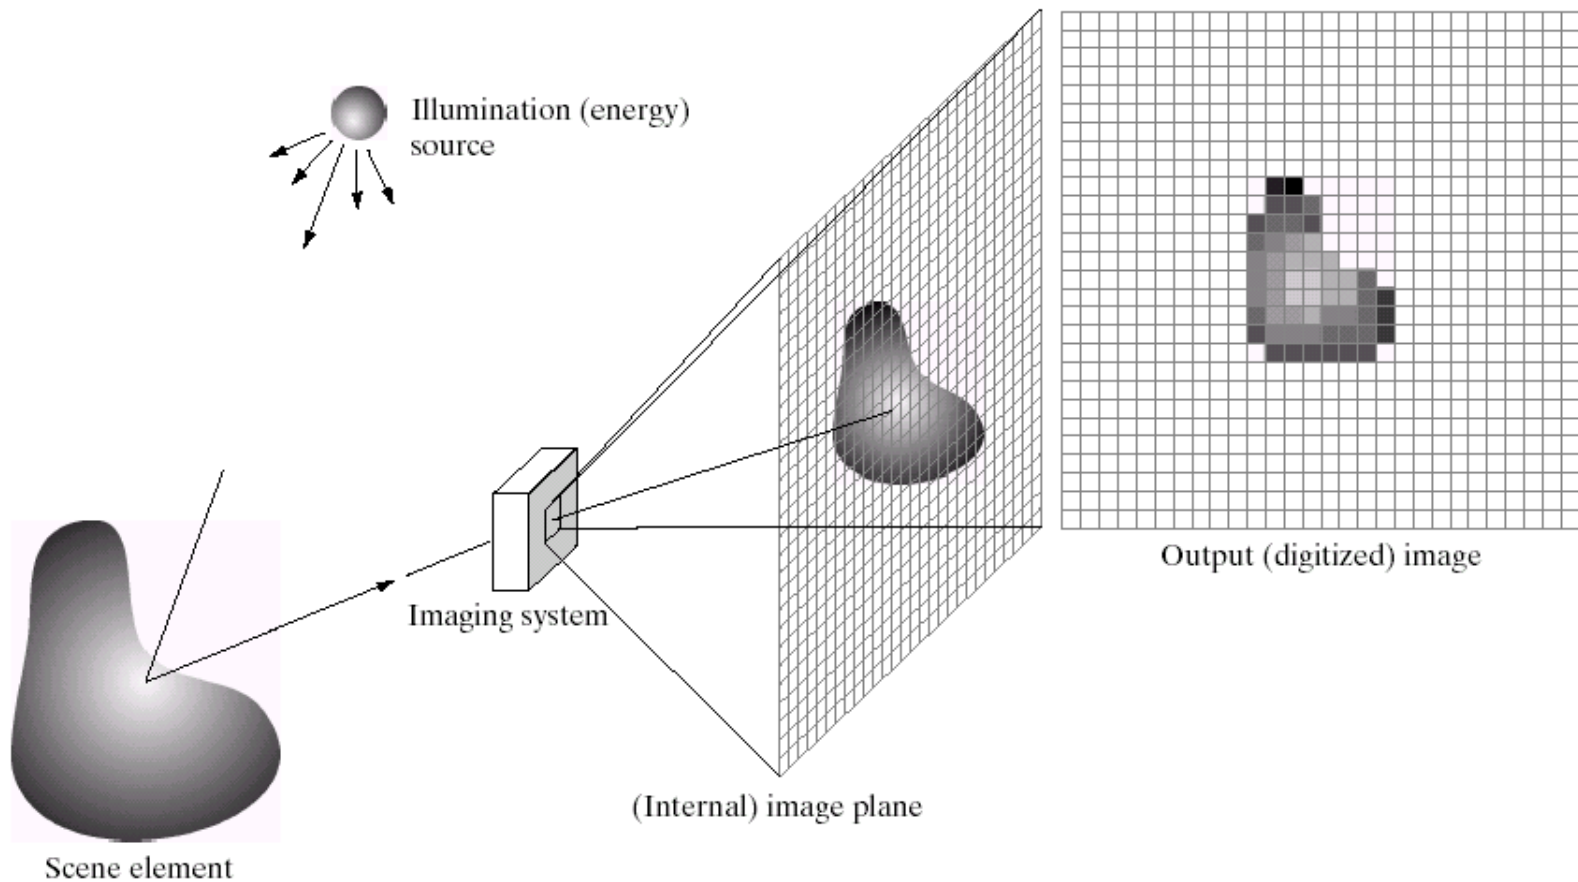 Illumination (energy)
source
Output (digitized) image
Imaging system
(Internal) image plane
Scene element